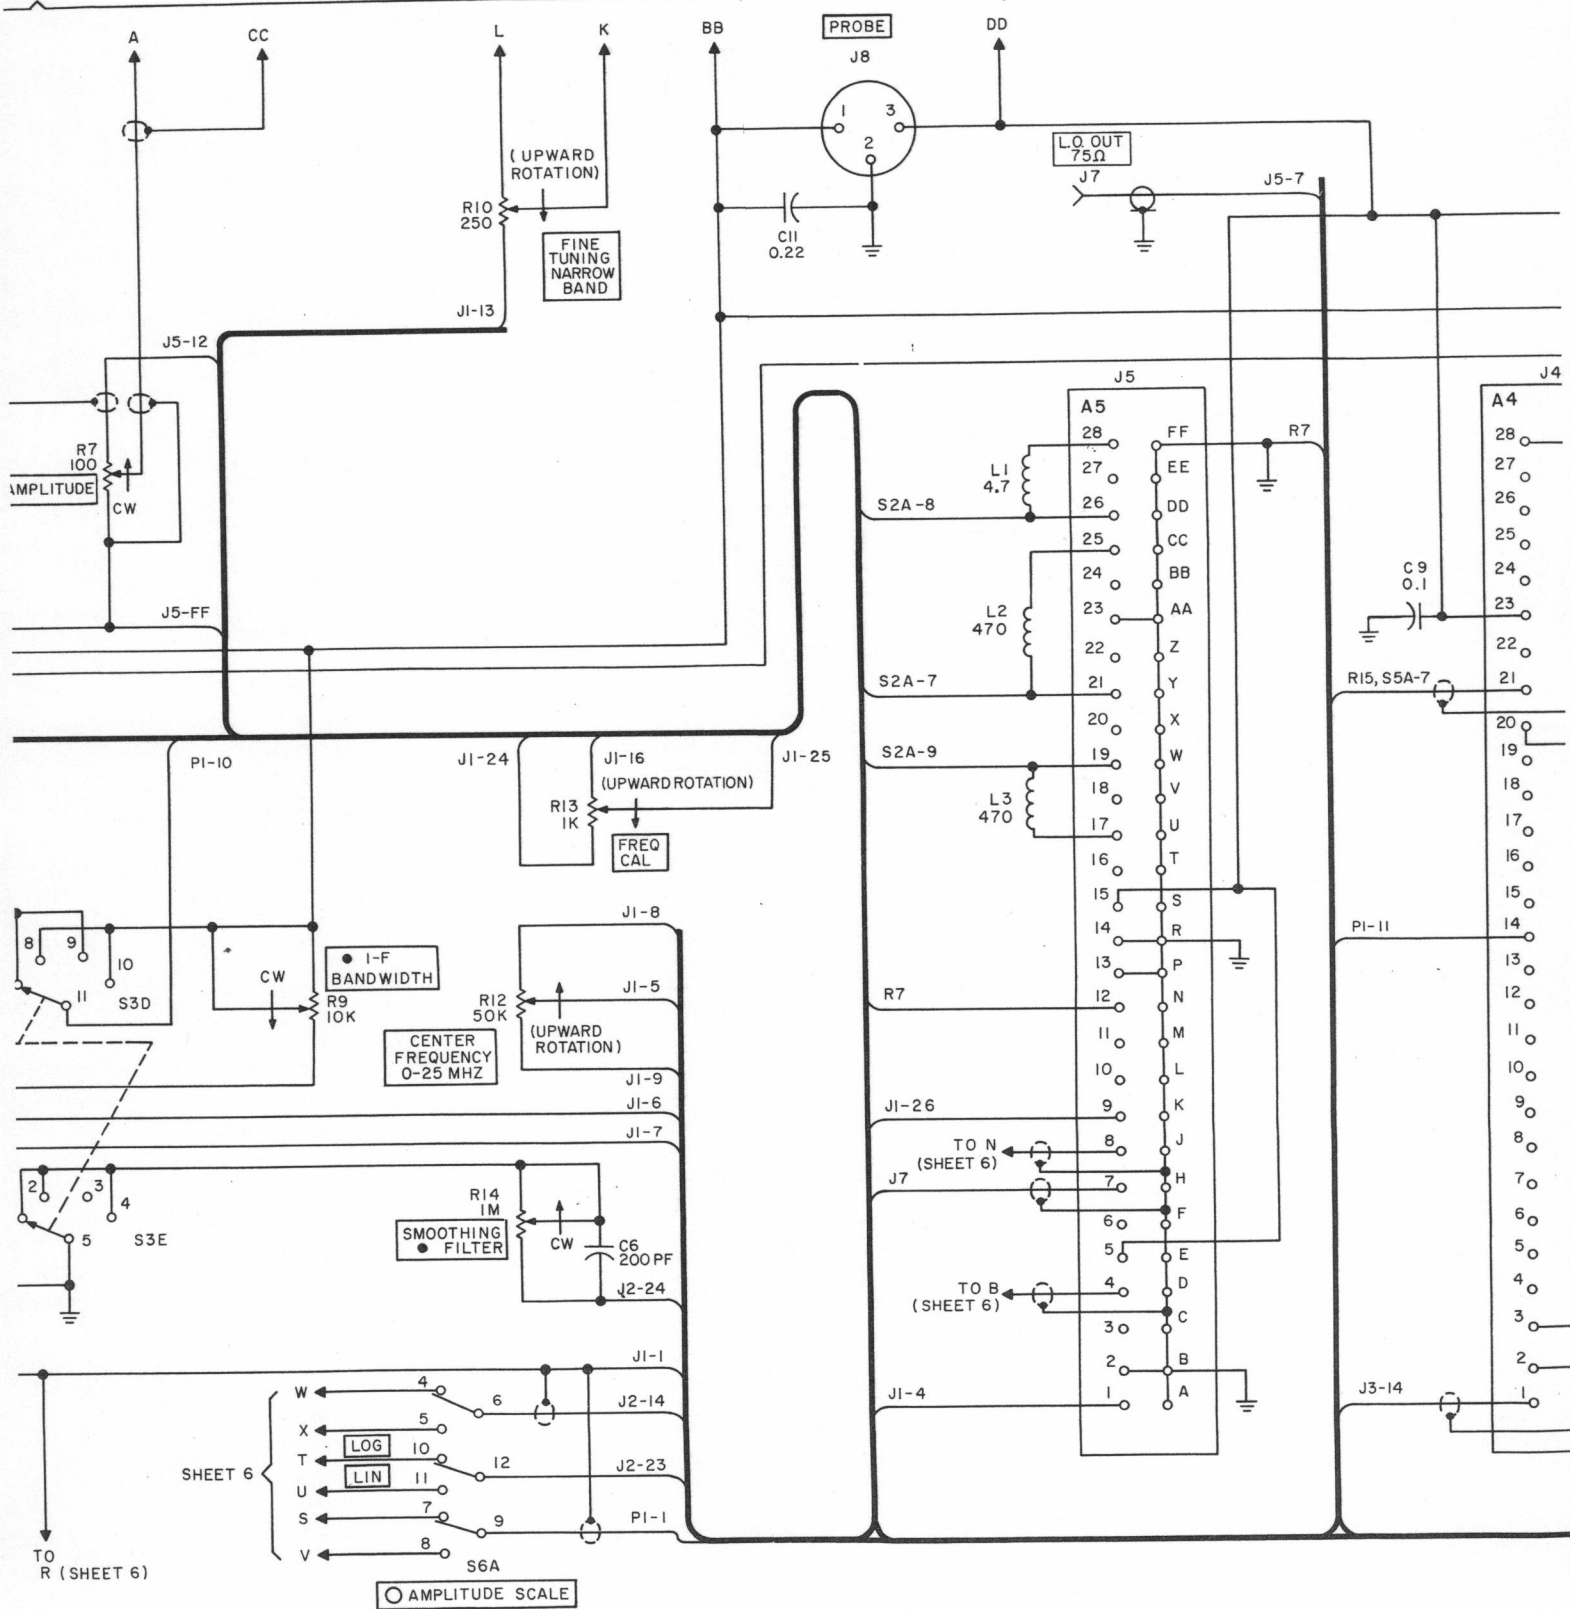 A
CC
L
K
BB
PROBE
DD
J8
1
3
2
L.O. OUT
75Ω
J7
J5-7
(UPWARD
ROTATION)
R10
250
C11
0.22
FINE
TUNING
NARROW
BAND
J1-13
J5-12
R7
100
AMPLITUDE
CW
J5-FF
P1-10
J1-24
J1-16
J1-25
(UPWARD ROTATION)
R13
1K
FREQ
CAL
8
9
10
11
S3D
CW
● I-F
BANDWIDTH
R9
10K
J1-8
J1-5
R12
50K
(UPWARD
ROTATION)
CENTER
FREQUENCY
0-25 MHZ
J1-9
J1-6
J1-7
2
3
4
5
S3E
R14
1M
SMOOTHING
● FILTER
CW
C6
200 PF
J2-24
J1-1
TO
R (SHEET 6)
SHEET 6
W
X
T
U
S
V
LOG
LIN
4
6
5
10
12
11
7
9
8
J2-14
J2-23
P1-1
S6A
O AMPLITUDE SCALE
S2A-8
S2A-7
S2A-9
R7
J1-26
TO N
(SHEET 6)
J7
TO B
(SHEET 6)
J1-4
L1
4.7
L2
470
L3
470
J5
A5
28
FF
R7
27
EE
26
DD
25
CC
24
BB
23
AA
22
Z
21
Y
20
X
19
W
18
V
17
U
16
T
15
S
14
R
13
P
12
N
11
M
10
L
9
K
8
J
7
H
6
F
5
E
4
D
3
C
2
B
1
A
C9
0.1
R15, S5A-7
P1-11
J3-14
J4
A4
28
27
26
25
24
23
22
21
20
19
18
17
16
15
14
13
12
11
10
9
8
7
6
5
4
3
2
1